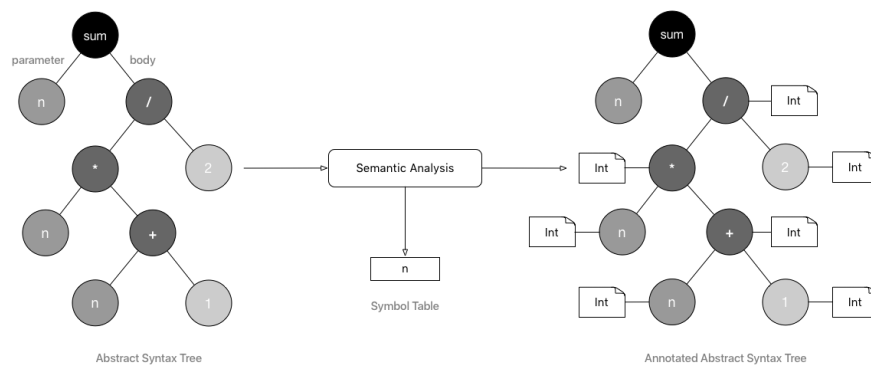 sum
parameter
body
n
/
*
2
n
+
n
1
Abstract Syntax Tree
Semantic Analysis
n
Symbol Table
sum
n
/
Int
Int
*
2
Int
Int
n
+
Int
Int
n
1
Int
Annotated Abstract Syntax Tree